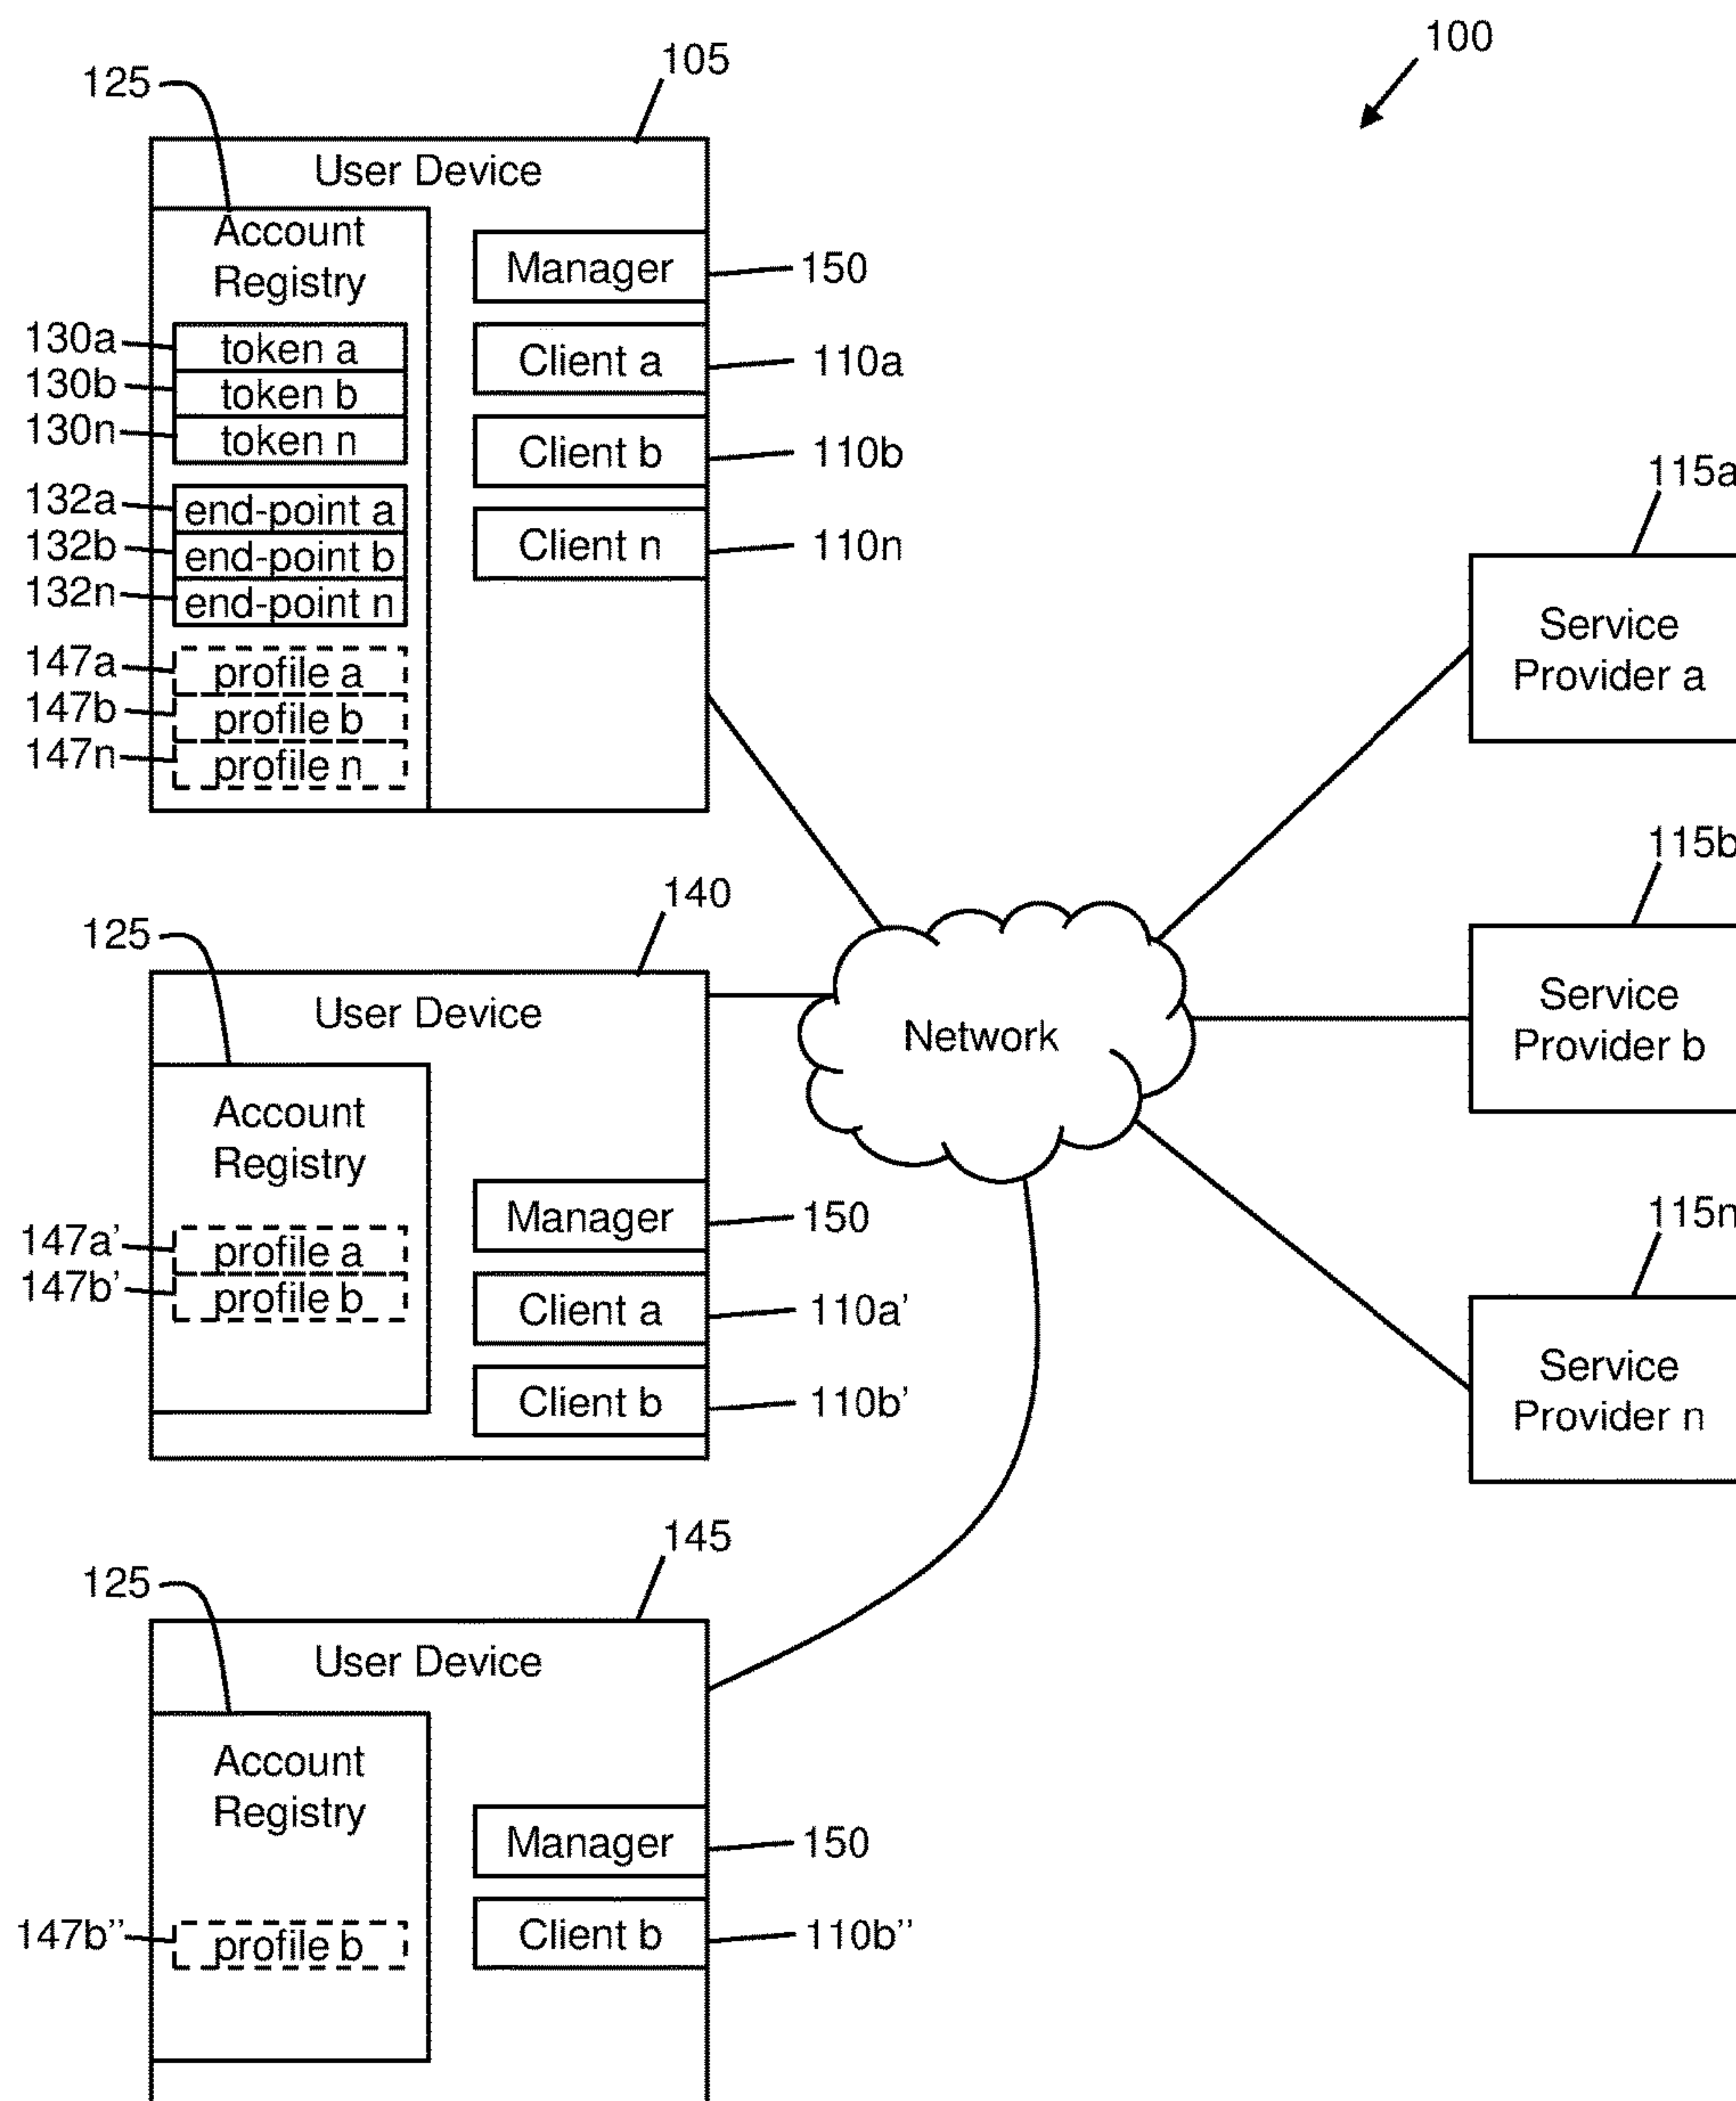 100
105
125
User Device
Account
Registry
Manager
150
130a
token a
130b
token b
130n
token n
Client a
110a
Client b
110b
132a
end-point a
132b
end-point b
132n
end-point n
Client n
110n
147a
profile a
147b
profile b
147n
profile n
115a
Service
Provider a
115b
Service
Provider b
115n
Service
Provider n
Network
140
125
User Device
Account
Registry
Manager
150
147a’
profile a
147b’
profile b
Client a
110a’
Client b
110b’
145
125
User Device
Account
Registry
Manager
150
147b’’
profile b
Client b
110b’’